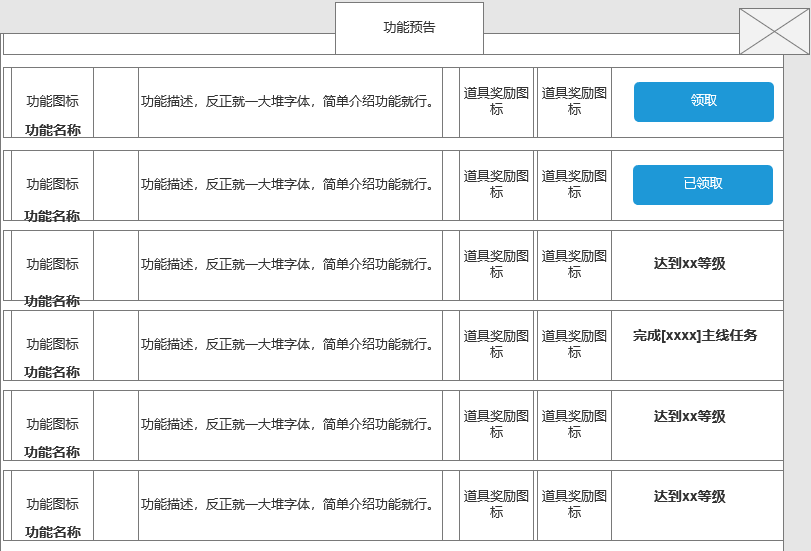 功能预告
功能图标
功能名称
功能描述，反正就一大堆字体，简单介绍功能就行。
道具奖励图
标
道具奖励图
标
领取
功能图标
功能名称
功能描述，反正就一大堆字体，简单介绍功能就行。
道具奖励图
标
道具奖励图
标
已领取
功能图标
功能名称
功能描述，反正就一大堆字体，简单介绍功能就行。
道具奖励图
标
道具奖励图
标
达到xx等级
功能图标
功能名称
功能描述，反正就一大堆字体，简单介绍功能就行。
道具奖励图
标
道具奖励图
标
完成[xxxx]主线任务
功能图标
功能名称
功能描述，反正就一大堆字体，简单介绍功能就行。
道具奖励图
标
道具奖励图
标
达到xx等级
功能图标
功能名称
功能描述，反正就一大堆字体，简单介绍功能就行。
道具奖励图
标
道具奖励图
标
达到xx等级